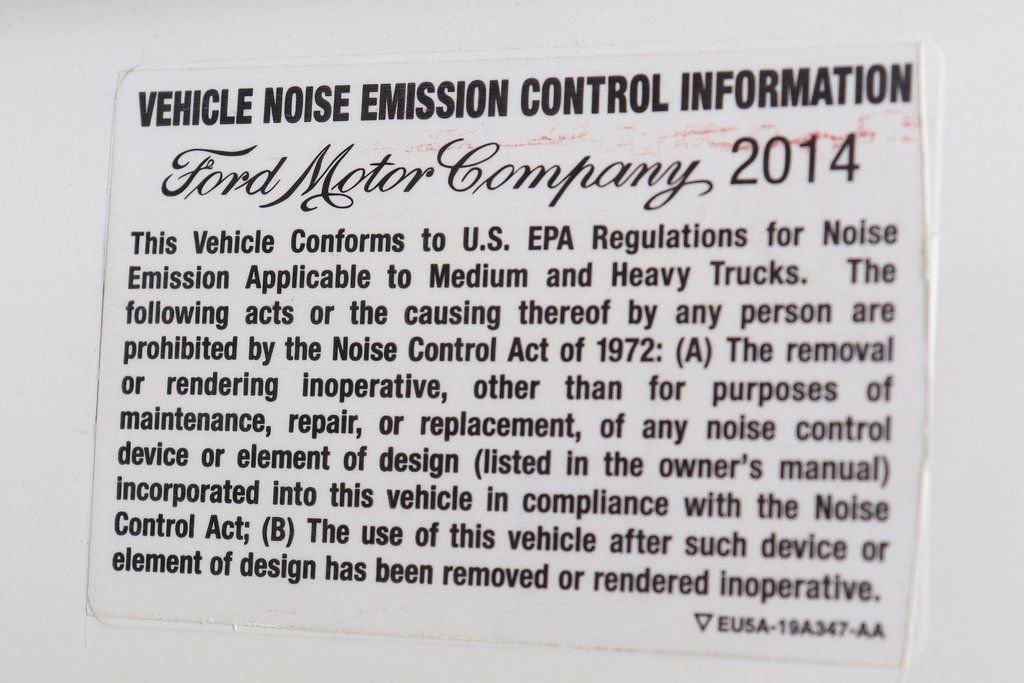 VEHICLE NOISE EMISSION CONTROL INFORMATION
Ford Motor Company 2014
This Vehicle Conforms to U.S. EPA Regulations for Noise
Emission Applicable to Medium and Heavy Trucks. The
following acts or the causing thereof by any person are
prohibited by the Noise Control Act of 1972: (A) The removal
or rendering inoperative, other than for purposes of
maintenance, repair, or replacement, of any noise control
device or element of design (listed in the owner's manual)
incorporated into this vehicle in compliance with the Noise
Control Act; (B) The use of this vehicle after such device or
element of design has been removed or rendered inoperative.
▽ EU5A-19A347-AA